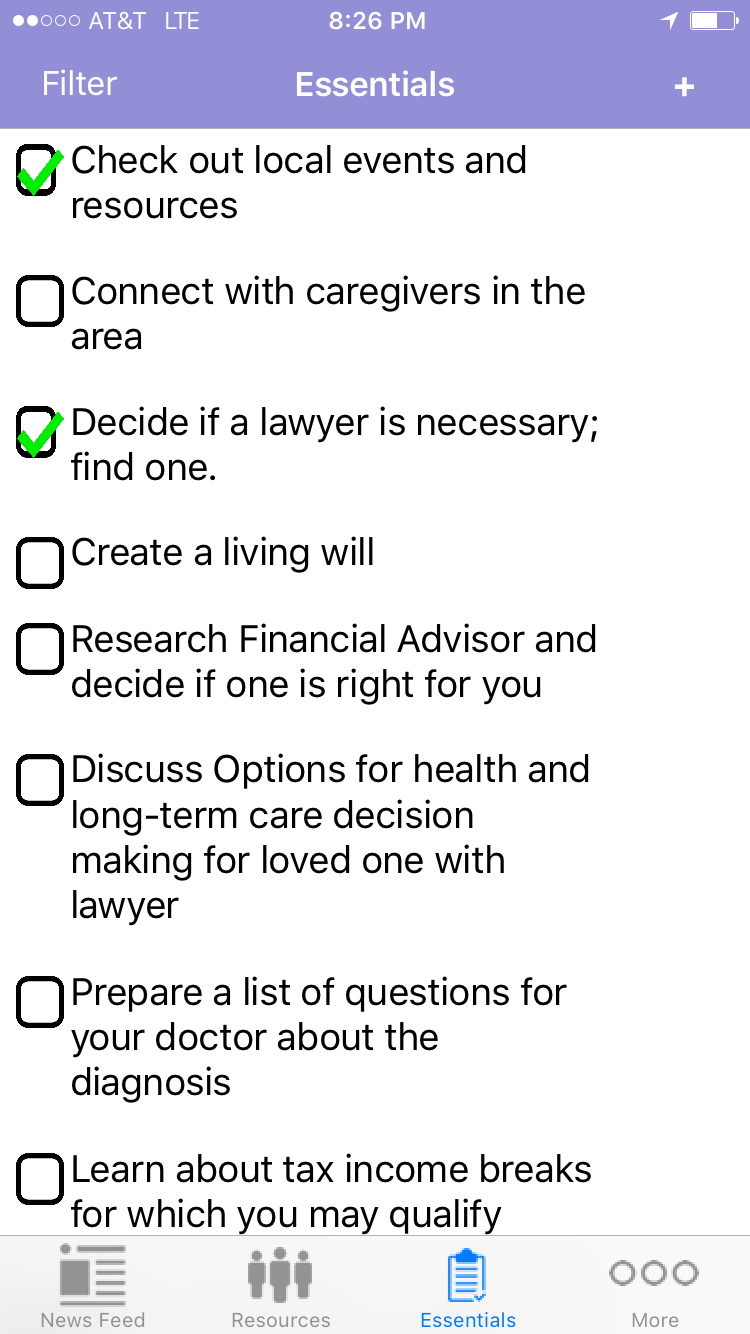 AT&T LTE 8:26 PM
Filter Essentials +
Check out local events and
resources
Connect with caregivers in the
area
Decide if a lawyer is necessary;
find one.
Create a living will
Research Financial Advisor and
decide if one is right for you
Discuss Options for health and
long-term care decision
making for loved one with
lawyer
Prepare a list of questions for
your doctor about the
diagnosis
Learn about tax income breaks
for which you may qualify
News Feed Resources Essentials More